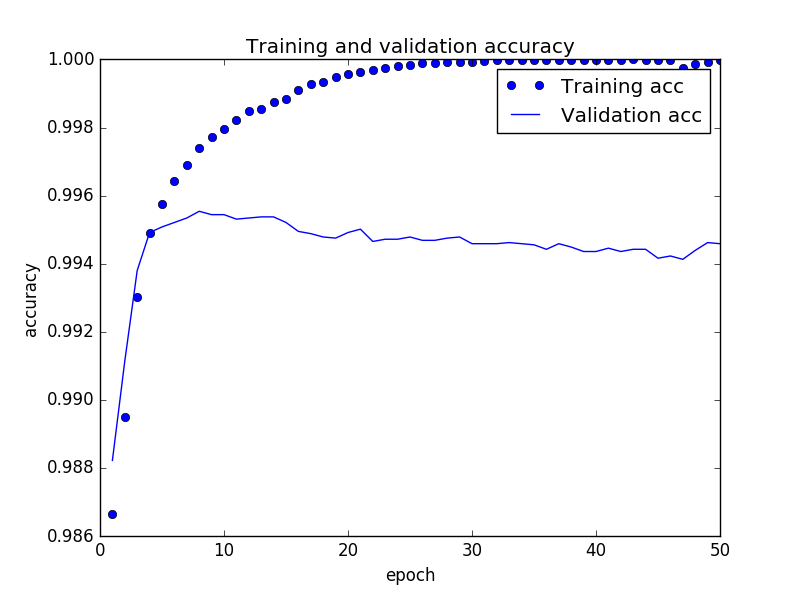 Training and validation accuracy
1.000
0.998
0.996
0.994
0.992
0.990
0.988
0.986
accuracy
Training acc
Validation acc
0 10 20 30 40 50
epoch